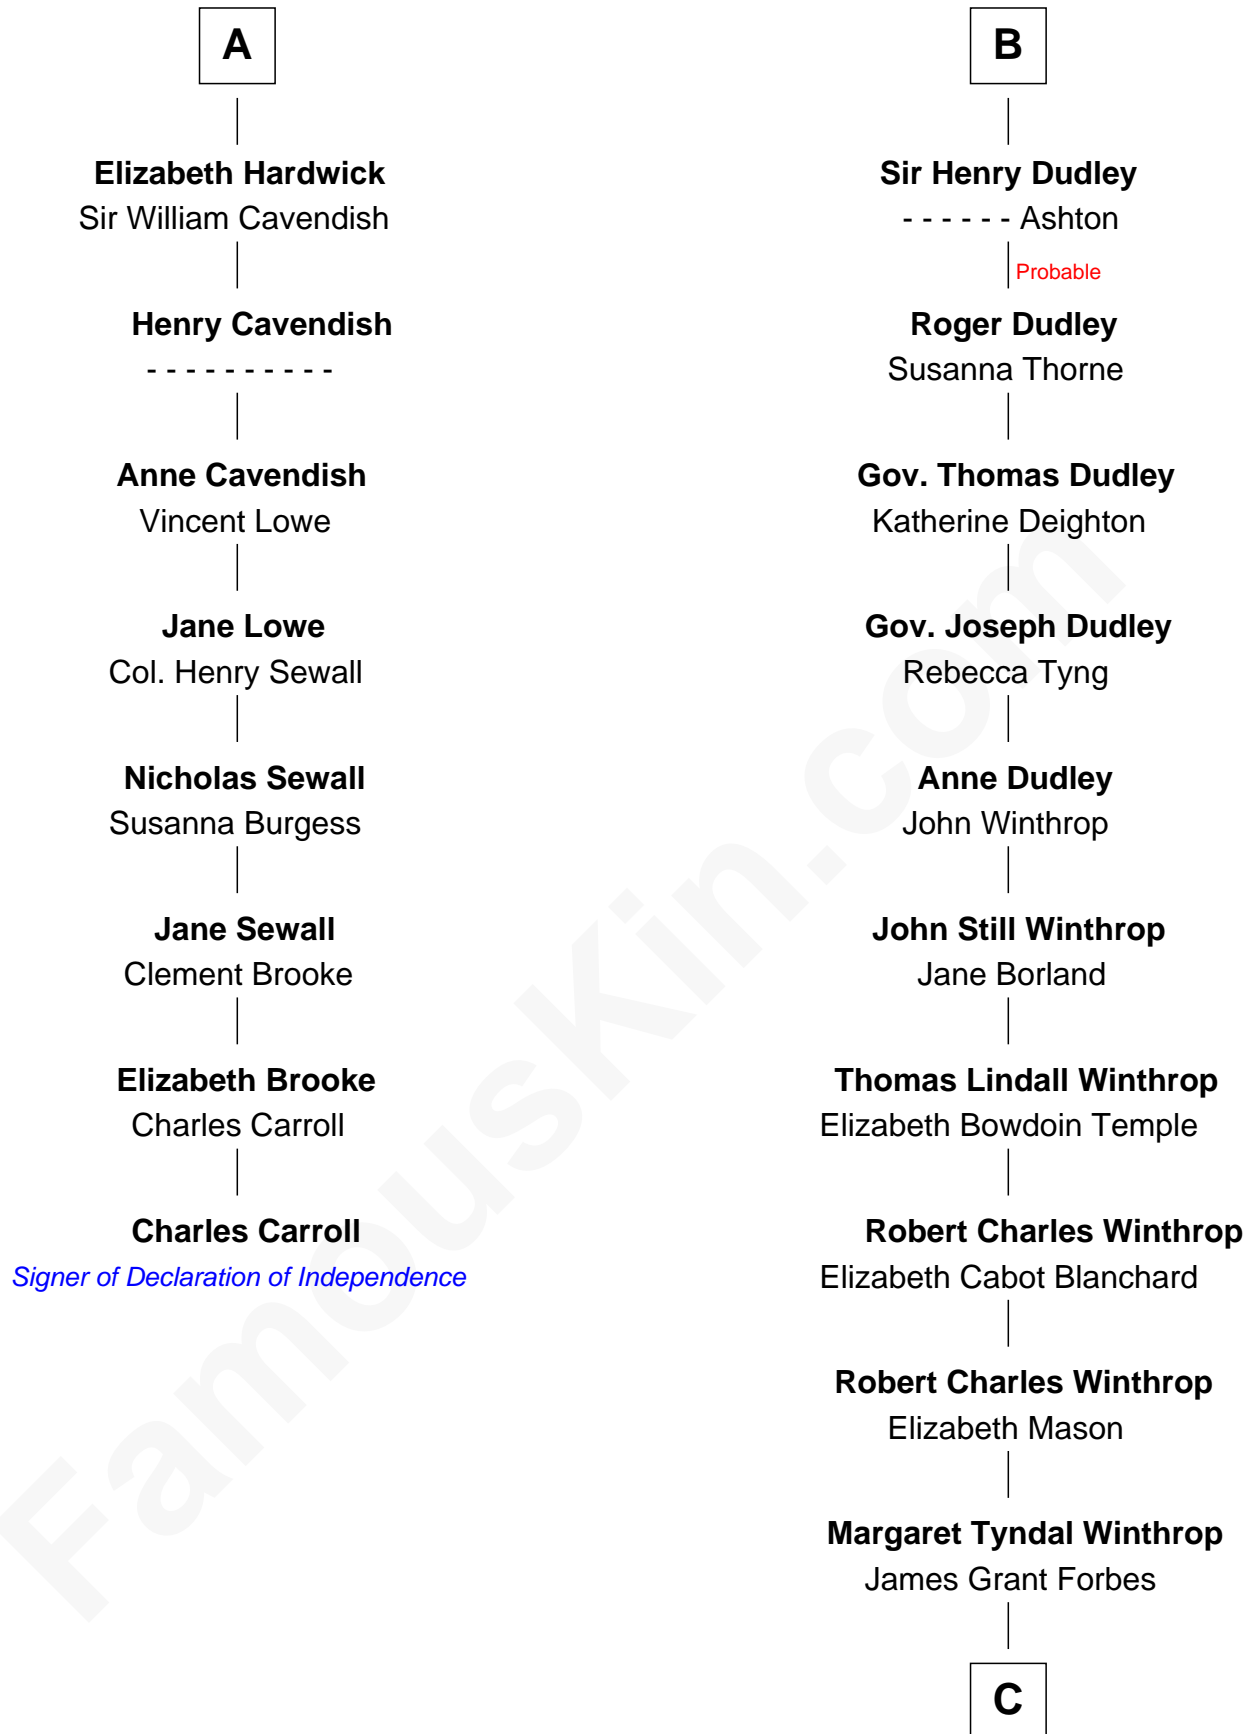 A
Elizabeth Hardwick
Sir William Cavendish
Henry Cavendish
- - - - - - - - - -
Anne Cavendish
Vincent Lowe
Jane Lowe
Col. Henry Sewall
Nicholas Sewall
Susanna Burgess
Jane Sewall
Clement Brooke
Elizabeth Brooke
Charles Carroll
Charles Carroll
Signer of Declaration of Independence
B
Sir Henry Dudley
- - - - - - Ashton
Probable
Roger Dudley
Susanna Thorne
Gov. Thomas Dudley
Katherine Deighton
Gov. Joseph Dudley
Rebecca Tyng
Anne Dudley
John Winthrop
John Still Winthrop
Jane Borland
Thomas Lindall Winthrop
Elizabeth Bowdoin Temple
Robert Charles Winthrop
Elizabeth Cabot Blanchard
Robert Charles Winthrop
Elizabeth Mason
Margaret Tyndal Winthrop
James Grant Forbes
C
FamousKin.com